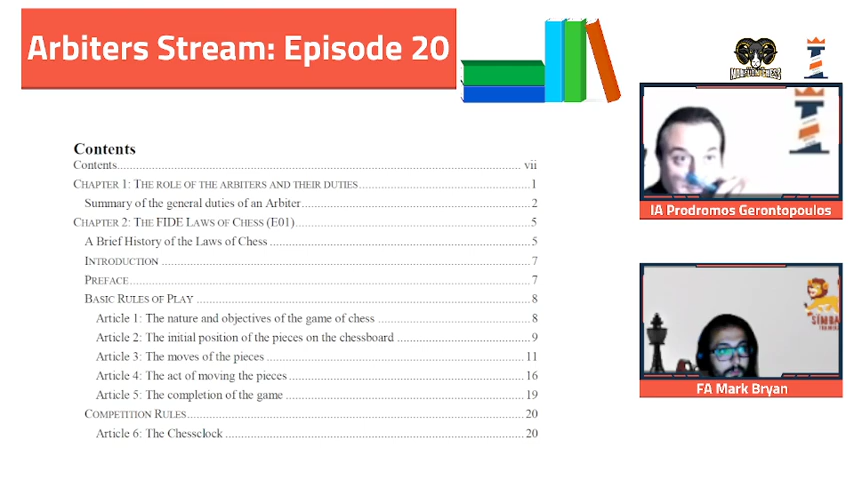 Arbiters Stream: Episode 20
Contents
Contents vii
CHAPTER 1: THE ROLE OF THE ARBITERS AND THEIR DUTIES 1
Summary of the general duties of an Arbiter 2
CHAPTER 2: THE FIDE LAWS OF CHESS (E01) 5
A Brief History of the Laws of Chess 5
INTRODUCTION 7
PREFACE 7
BASIC RULES OF PLAY 8
Article 1: The nature and objectives of the game of chess 8
Article 2: The initial position of the pieces on the chessboard 9
Article 3: The moves of the pieces 11
Article 4: The act of moving the pieces 16
Article 5: The completion of the game 19
COMPETITION RULES 20
Article 6: The Chessclock 20
IA Prodromos Gerontopoulos
SIMBA
FA Mark Bryan